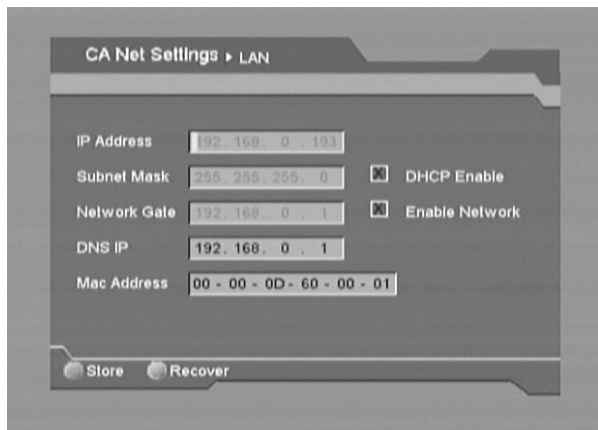 CA Net Settings ▸ LAN
IP Address 192. 168. 0 . 193
Subnet Mask 255. 255. 255. 0 X DHCP Enable
Network Gate 192. 168. 0 . 1 X Enable Network
DNS IP 192. 168. 0 . 1
Mac Address 00 - 00 - 0D - 60 - 00 - 01
Store Recover